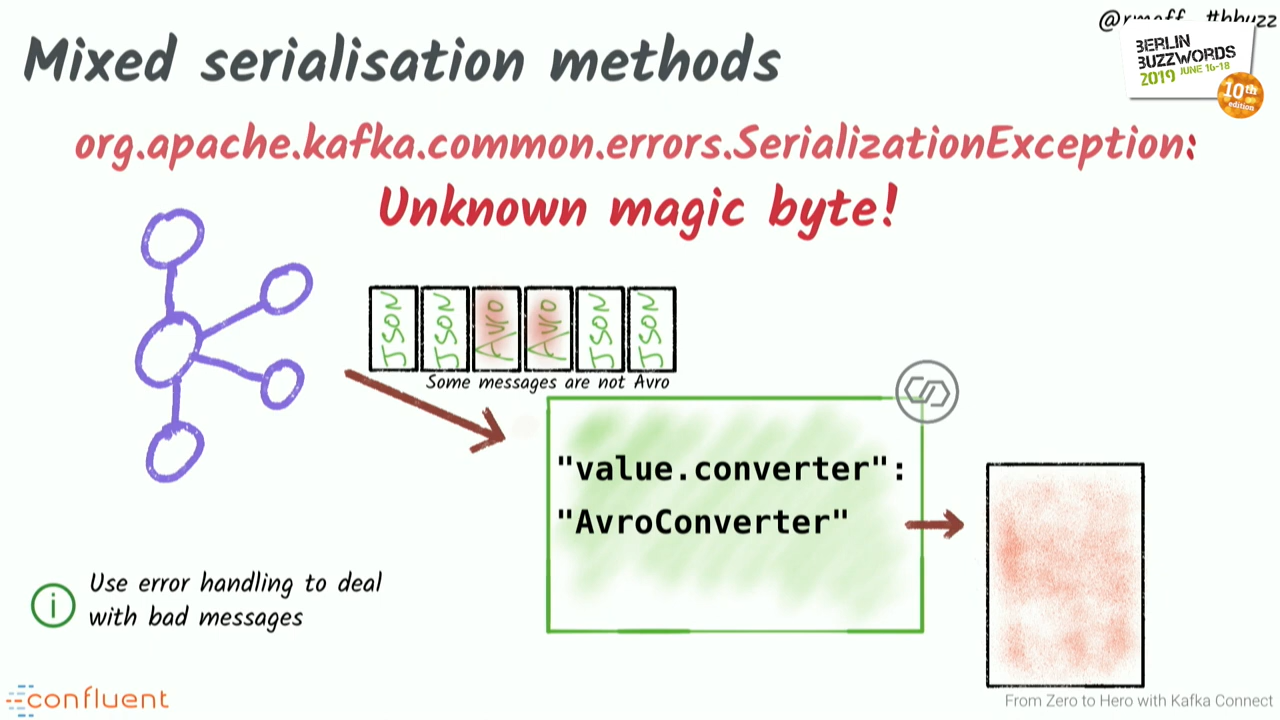 @rmoff #bbuzz
Mixed serialisation methods
BERLIN
BUZZWORDS
2019 JUNE 16-18
10th
edition
org.apache.kafka.common.errors.SerializationException:
Unknown magic byte!
JSON JSON Avro Avro JSON JSON
Some messages are not Avro
"value.converter":
"AvroConverter"
i
Use error handling to deal
with bad messages
confluent
From Zero to Hero with Kafka Connect